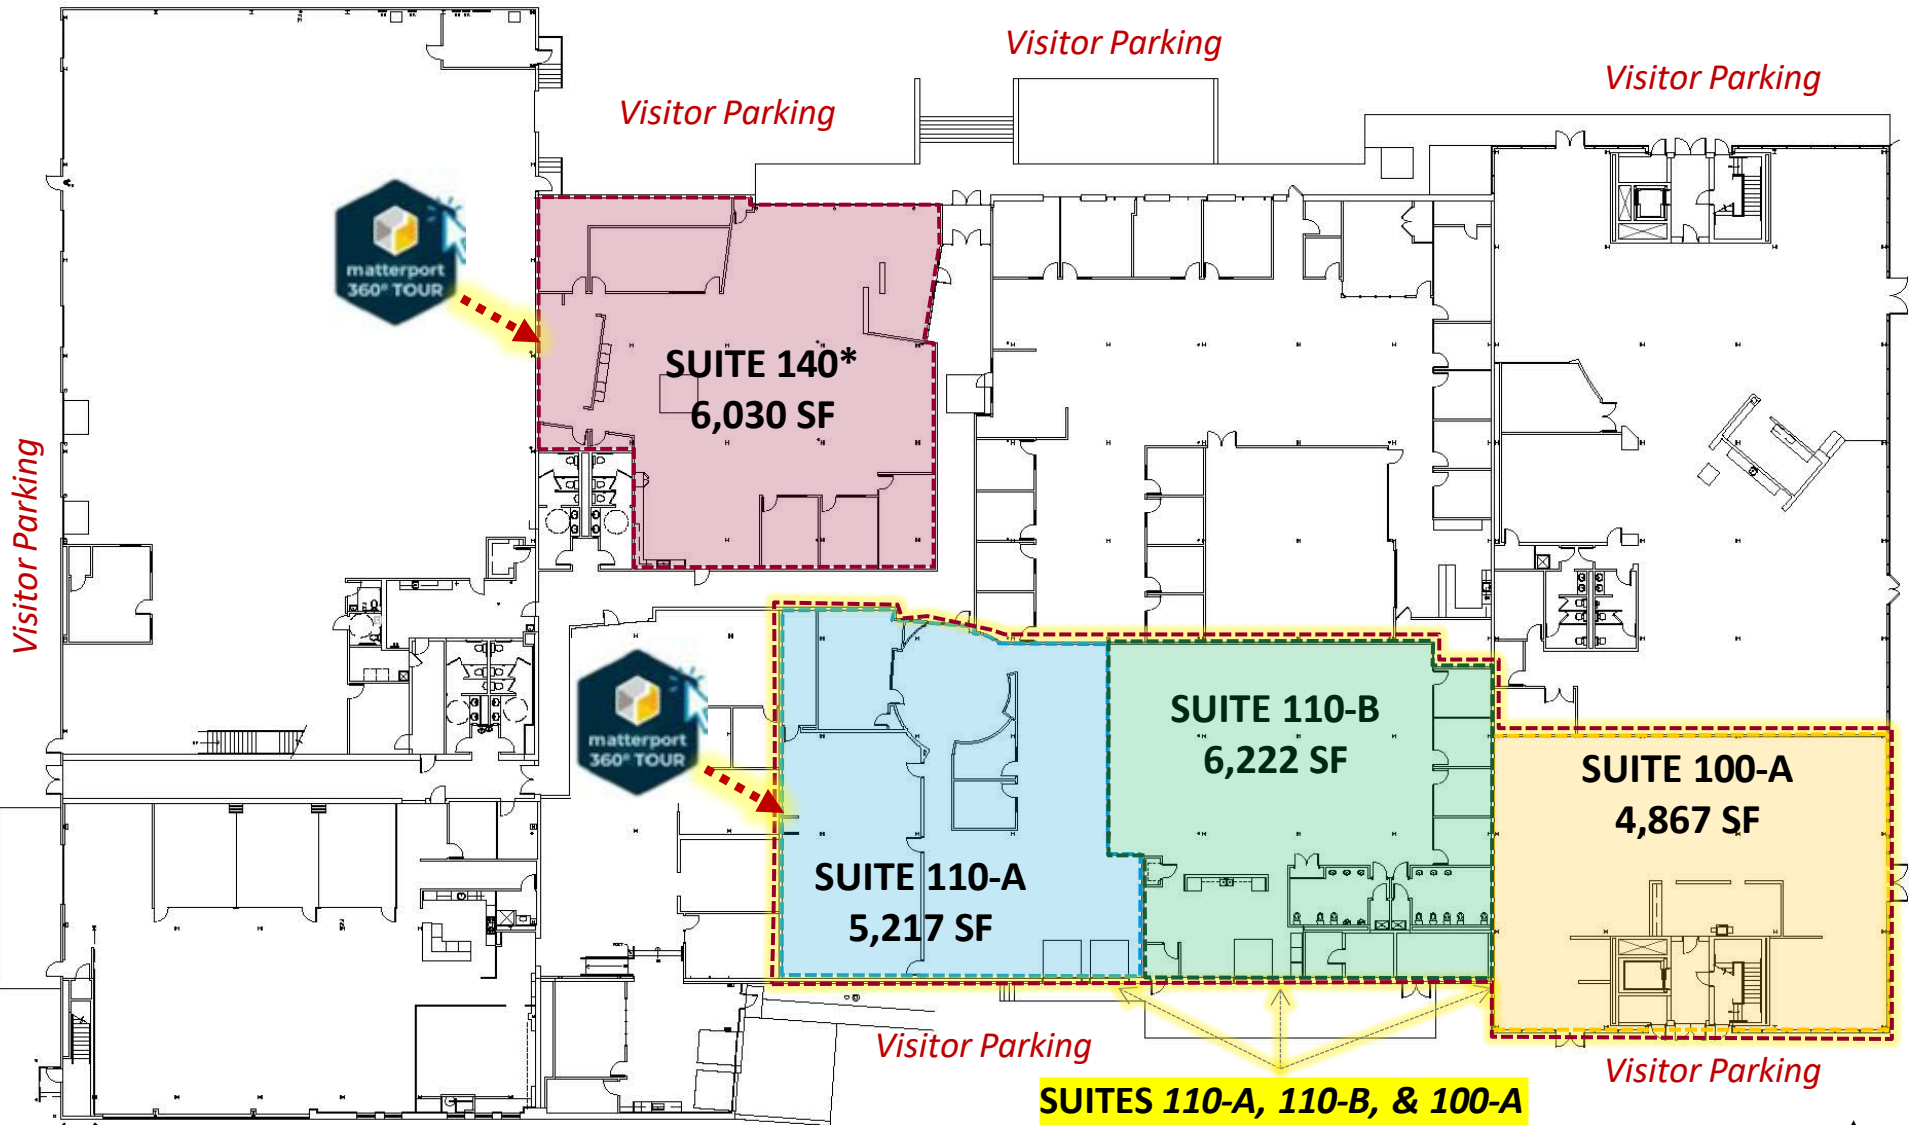 Visitor Parking
Visitor Parking
Visitor Parking
matterport
360° TOUR
SUITE 140*
6,030 SF
Visitor Parking
matterport
360° TOUR
SUITE 110-B
6,222 SF
SUITE 100-A
4,867 SF
SUITE 110-A
5,217 SF
Visitor Parking
Visitor Parking
SUITES 110-A, 110-B, & 100-A